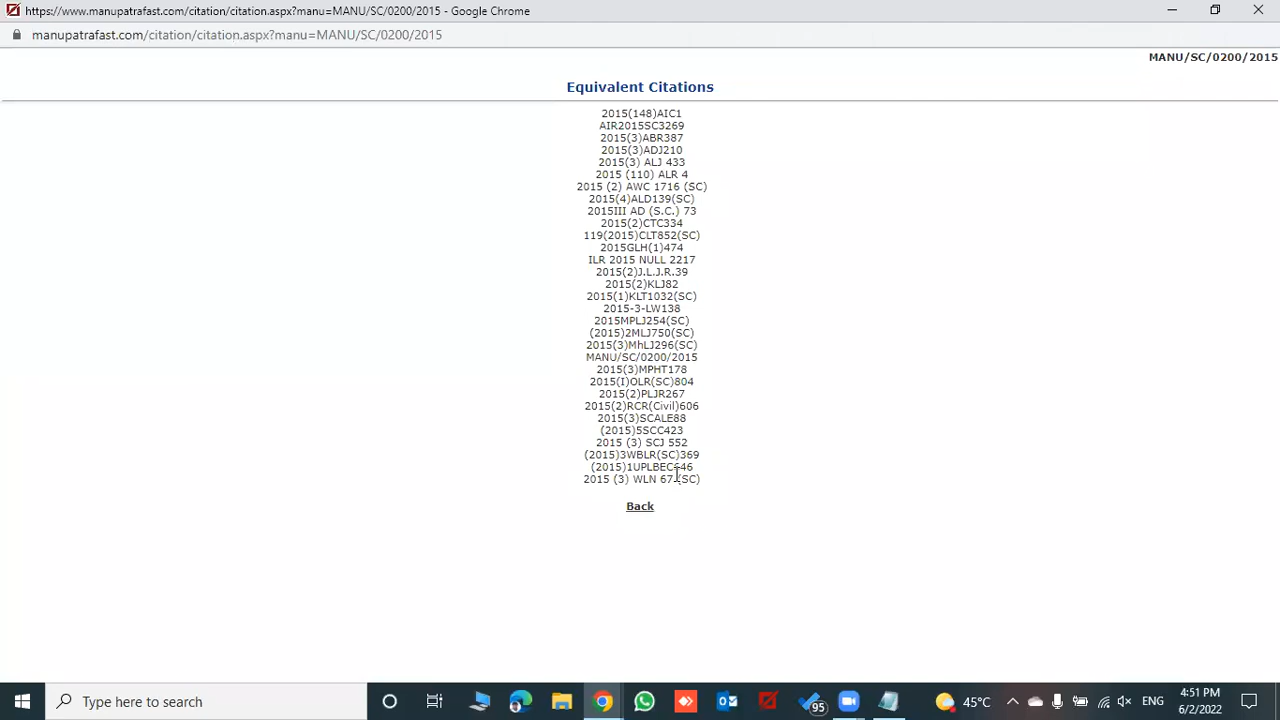 https://www.manupatrafast.com/citation/citation.aspx?manu=MANU/SC/0200/2015 - Google Chrome
manupatrafast.com/citation/citation.aspx?manu=MANU/SC/0200/2015
MANU/SC/0200/2015
Equivalent Citations
2015(148)AIC1
AIR2015SC3269
2015(3)ABR387
2015(3)ADJ210
2015(3) ALJ 433
2015 (110) ALR 4
2015 (2) AWC 1716 (SC)
2015(4)ALD139(SC)
2015III AD (S.C.) 73
2015(2)CTC334
119(2015)CLT852(SC)
2015GLH(1)474
ILR 2015 NULL 2217
2015(2)J.L.J.R.39
2015(2)KLJ82
2015(1)KLT1032(SC)
2015-3-LW138
2015MPLJ254(SC)
(2015)2MLJ750(SC)
2015(3)MhLJ296(SC)
MANU/SC/0200/2015
2015(3)MPHT178
2015(I)OLR(SC)804
2015(2)PLJR267
2015(2)RCR(Civil)606
2015(3)SCALE88
(2015)5SCC423
2015 (3) SCJ 552
(2015)3WBLR(SC)369
(2015)1UPLBEC646
2015 (3) WLN 67 (SC)
Back
Type here to search
95
45°C
ENG
4:51 PM
6/2/2022